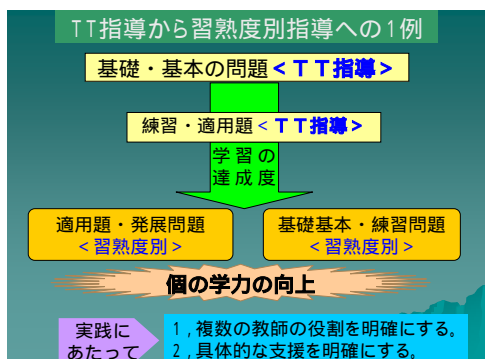 TT指導から習熟度別指導への1例
基礎・基本の問題<TT指導>
練習・適用題<TT指導>
学習の
達成度
適用題・発展問題
<習熟度別>
基礎基本・練習問題
<習熟度別>
個の学力の向上
実践に
あたって
1,複数の教師の役割を明確にする。
2,具体的な支援を明確にする。